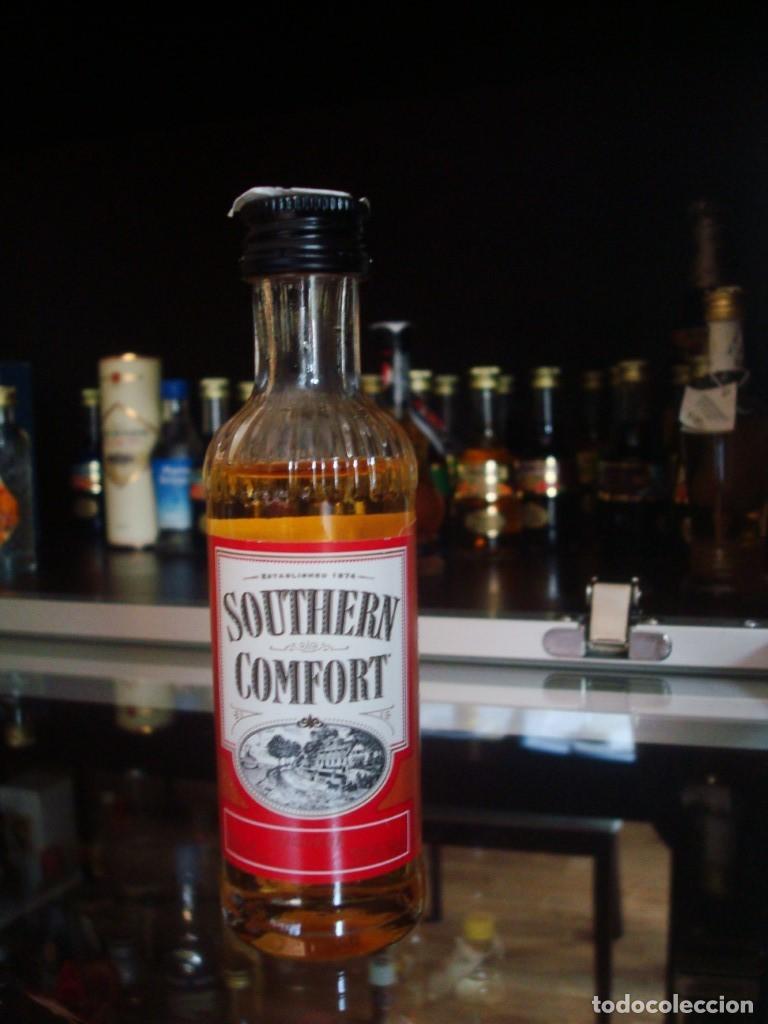 ESTABLISHED 1874
SOUTHERN
COMFORT
todocoleccion